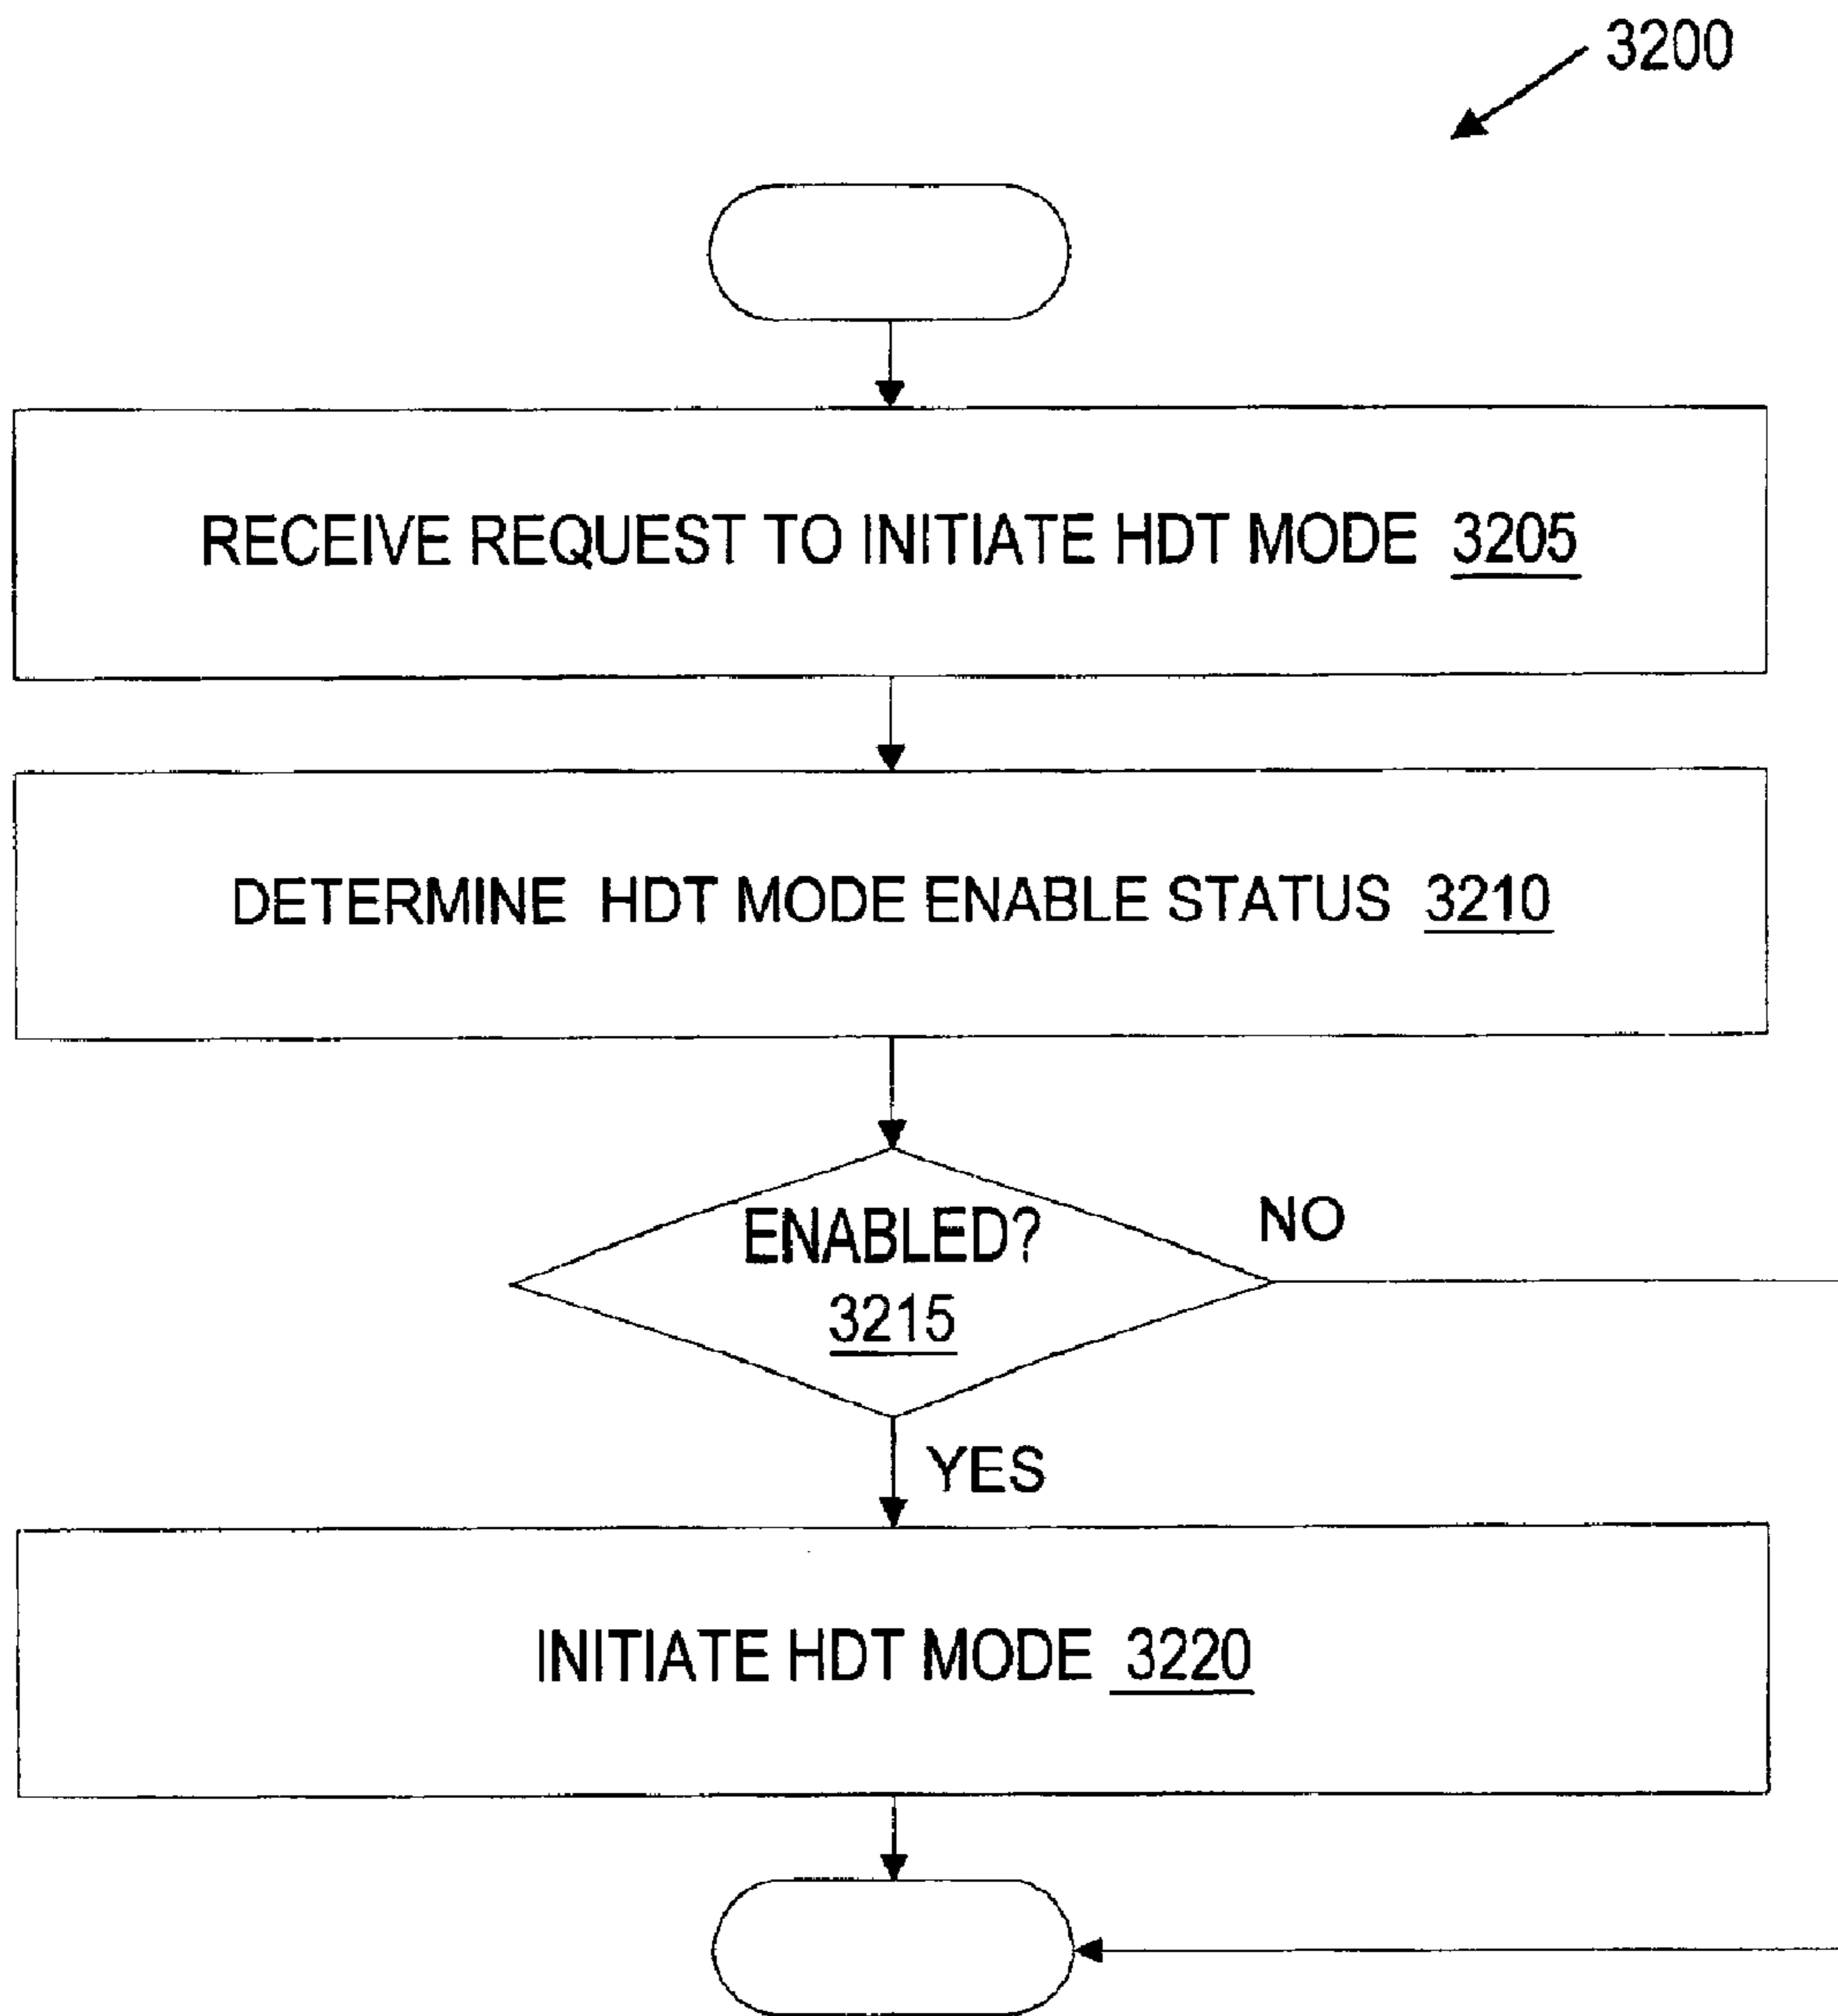 3200
RECEIVE REQUEST TO INITIATE HDT MODE 3205
DETERMINE HDT MODE ENABLE STATUS 3210
ENABLED?
3215
NO
YES
INITIATE HDT MODE 3220